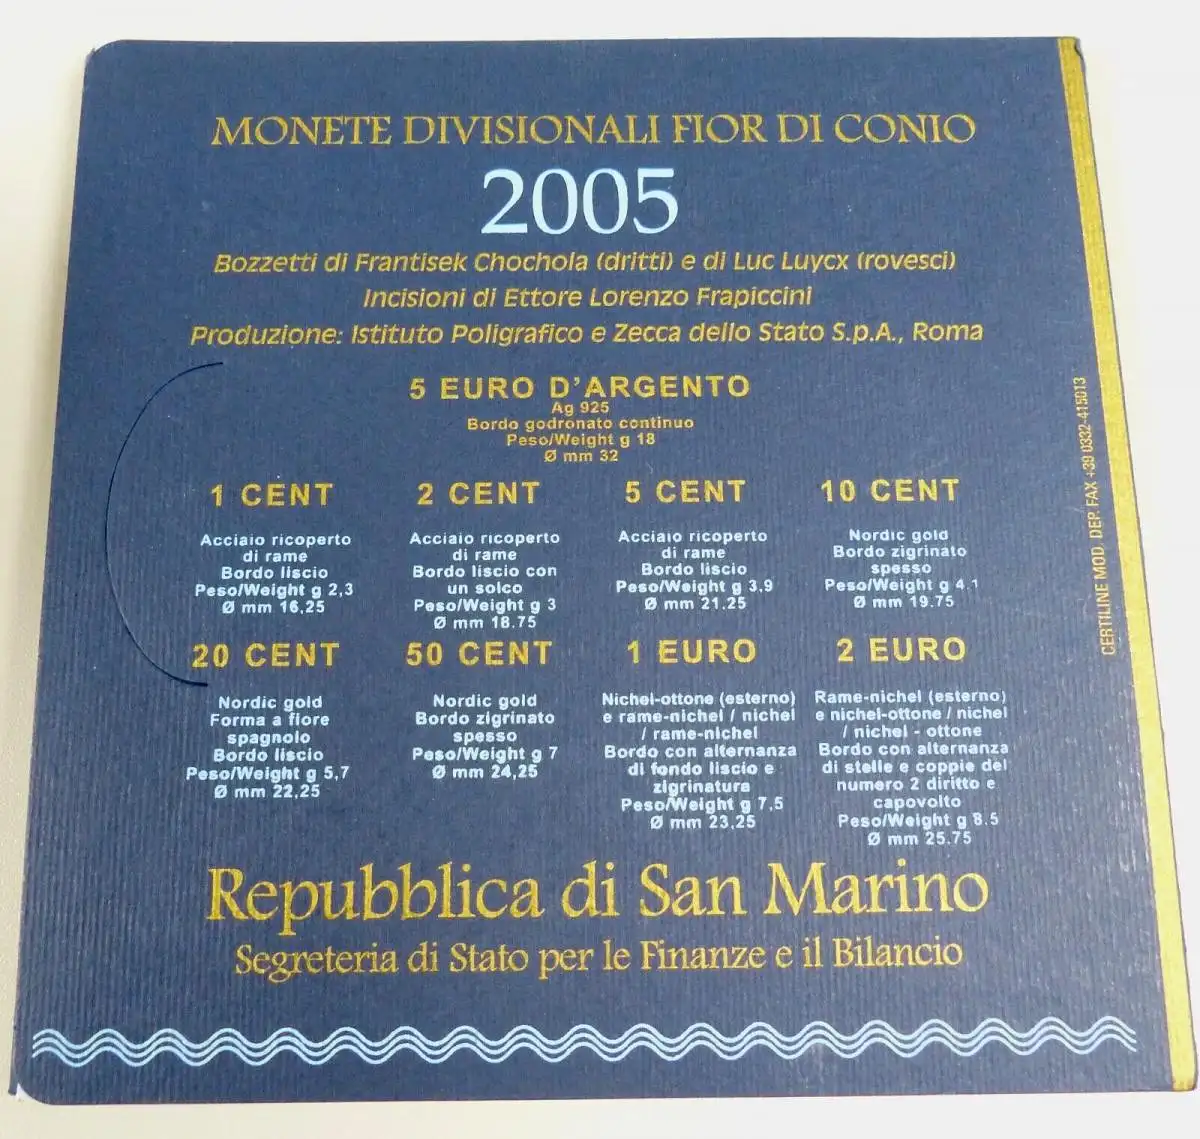 MONETE DIVISIONALI FIOR DI CONIO
2005
Bozzetti di Frantisek Chochola (dritti) e di Luc Luycx (rovesci)
Incisioni di Ettore Lorenzo Frapiccini
Produzione: Istituto Poligrafico e Zecca dello Stato S.p.A., Roma
5 EURO D'ARGENTO
Ag 925
Bordo godronato continuo
Peso/Weight g 18
Ø mm 32
1 CENT
Acciaio ricoperto
di rame
Bordo liscio
Peso/Weight g 2,3
Ø mm 16,25
2 CENT
Acciaio ricoperto
di rame
Bordo liscio con
un solco
Peso/Weight g 3
Ø mm 18.75
5 CENT
Acciaio ricoperto
di rame
Bordo liscio
Peso/Weight g 3,9
Ø mm 21.25
10 CENT
Nordic gold
Bordo zigrinato
spesso
Peso/Weight g 4.1
Ø mm 19.75
20 CENT
Nordic gold
Forma a fiore
spagnolo
Bordo liscio
Peso/Weight g 5,7
Ø mm 22,25
50 CENT
Nordic gold
Bordo zigrinato
spesso
Peso/Weight g 7
Ø mm 24,25
1 EURO
Nichel-ottone (esterno)
e rame-nichel / nichel
/ rame-nichel
Bordo con alternanza
di fondo liscio e
zigrinatura
Peso/Weight g 7,5
Ø mm 23,25
2 EURO
Rame-nichel (esterno)
e nichel-ottone / nichel
/ nichel - ottone
Bordo con alternanza
di stelle e coppie del
numero 2 diritto e
capovolto
Peso/Weight g 8.5
Ø mm 25.75
Repubblica di San Marino
Segreteria di Stato per le Finanze e il Bilancio
CERTILINE MOD. DEP. FAX +39 0332-415013